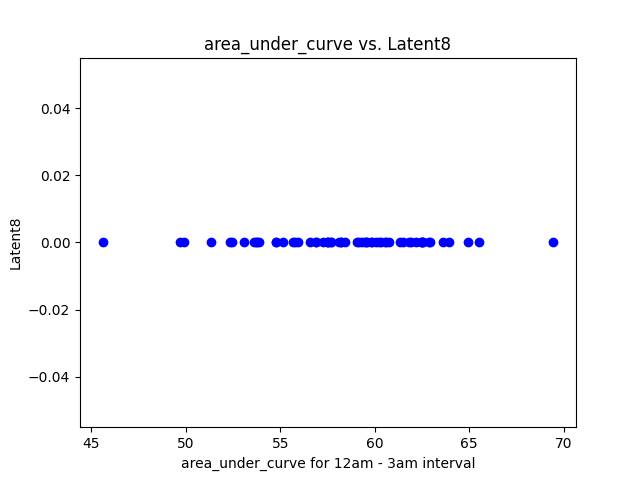 area_under_curve vs. Latent8
0.04
0.02
0.00
−0.02
−0.04
Latent8
45 50 55 60 65 70
area_under_curve for 12am - 3am interval